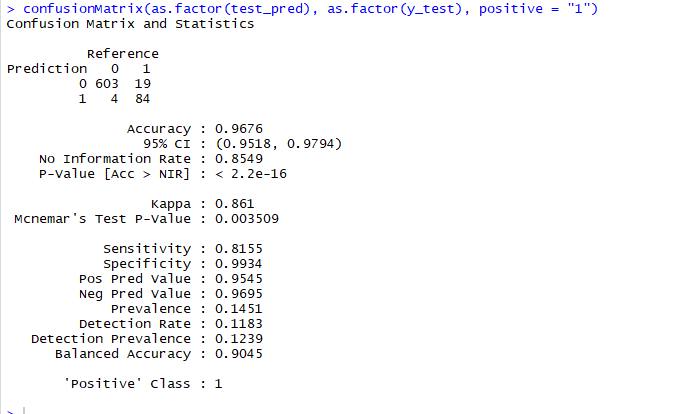 > confusionMatrix(as.factor(test_pred), as.factor(y_test), positive = "1")
Confusion Matrix and Statistics
Reference
Prediction 0 1
0 603 19
1 4 84
Accuracy : 0.9676
95% CI : (0.9518, 0.9794)
No Information Rate : 0.8549
P-Value [Acc > NIR] : < 2.2e-16
Kappa : 0.861
Mcnemar's Test P-Value : 0.003509
Sensitivity : 0.8155
Specificity : 0.9934
Pos Pred Value : 0.9545
Neg Pred Value : 0.9695
Prevalence : 0.1451
Detection Rate : 0.1183
Detection Prevalence : 0.1239
Balanced Accuracy : 0.9045
'Positive' Class : 1
>